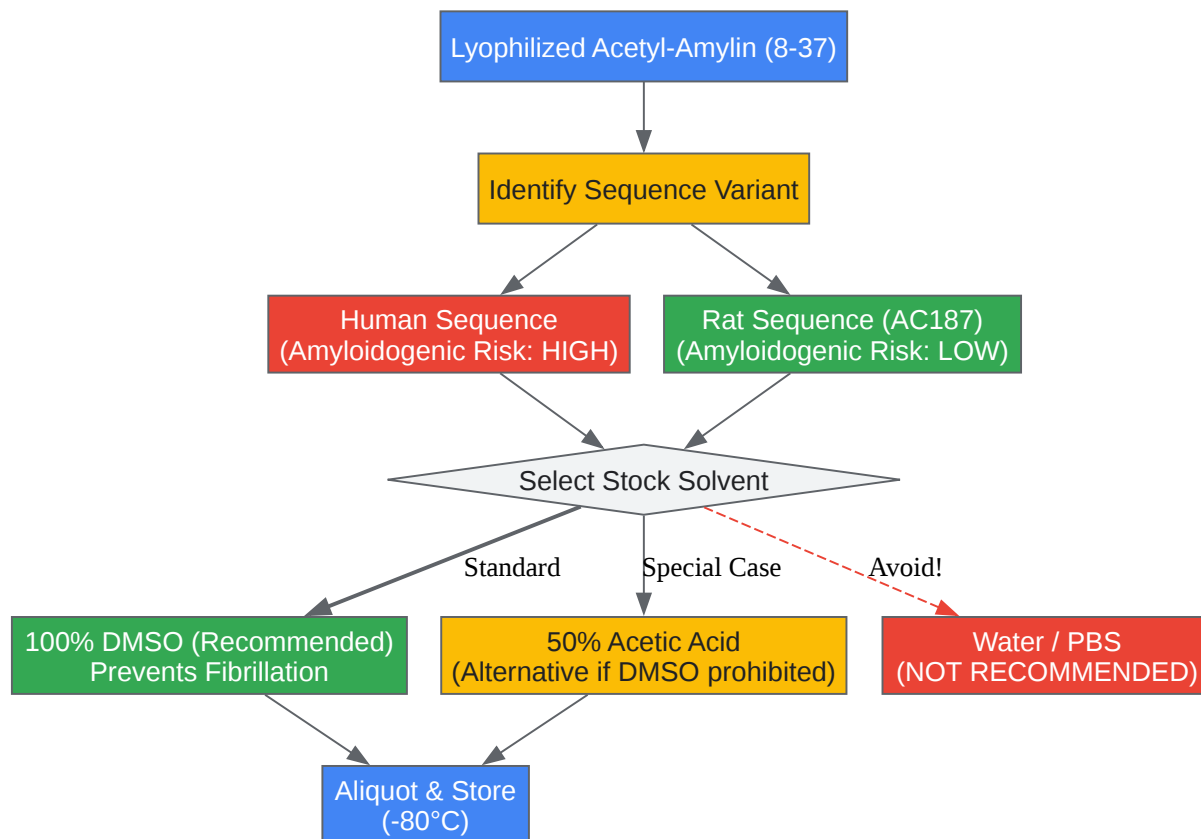 Lyophilized Acetyl-Amylin (8-37)
Identify Sequence Variant
Human Sequence
(Amyloidogenic Risk: HIGH)
Rat Sequence (AC187)
(Amyloidogenic Risk: LOW)
Select Stock Solvent
Standard
Special Case
Avoid!
100% DMSO (Recommended)
Prevents Fibrillation
50% Acetic Acid
(Alternative if DMSO prohibited)
Water / PBS
(NOT RECOMMENDED)
Aliquot & Store
(-80°C)